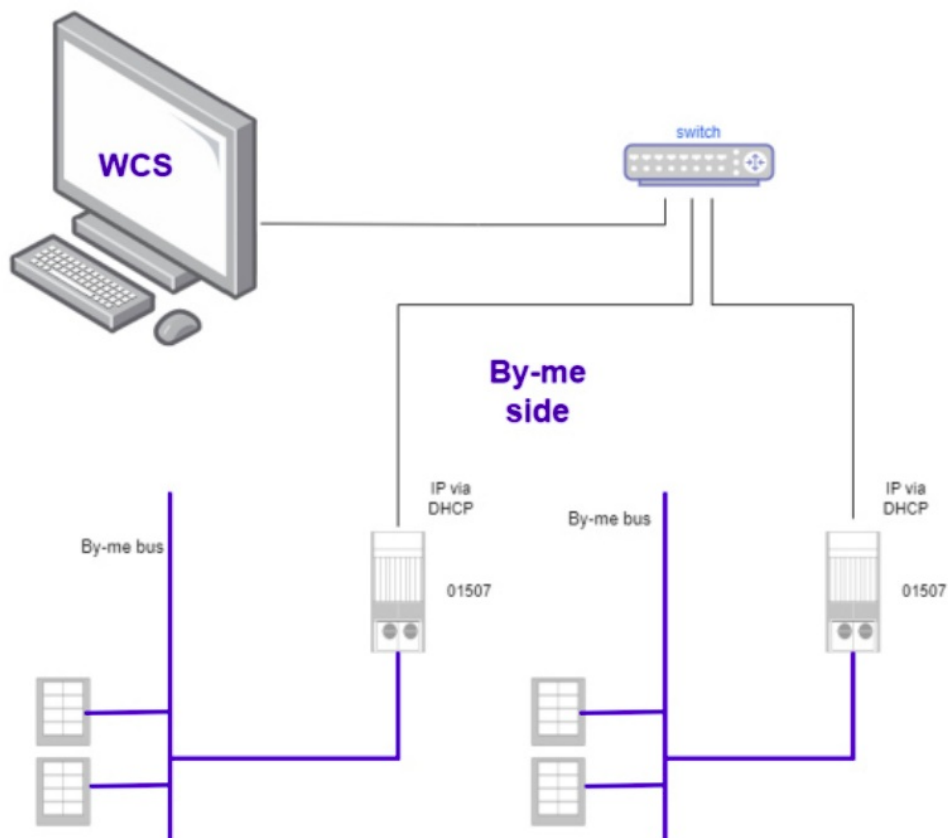 switch
WCS
By-me
side
IP via
DHCP
By-me bus
01507
IP via
DHCP
By-me bus
01507